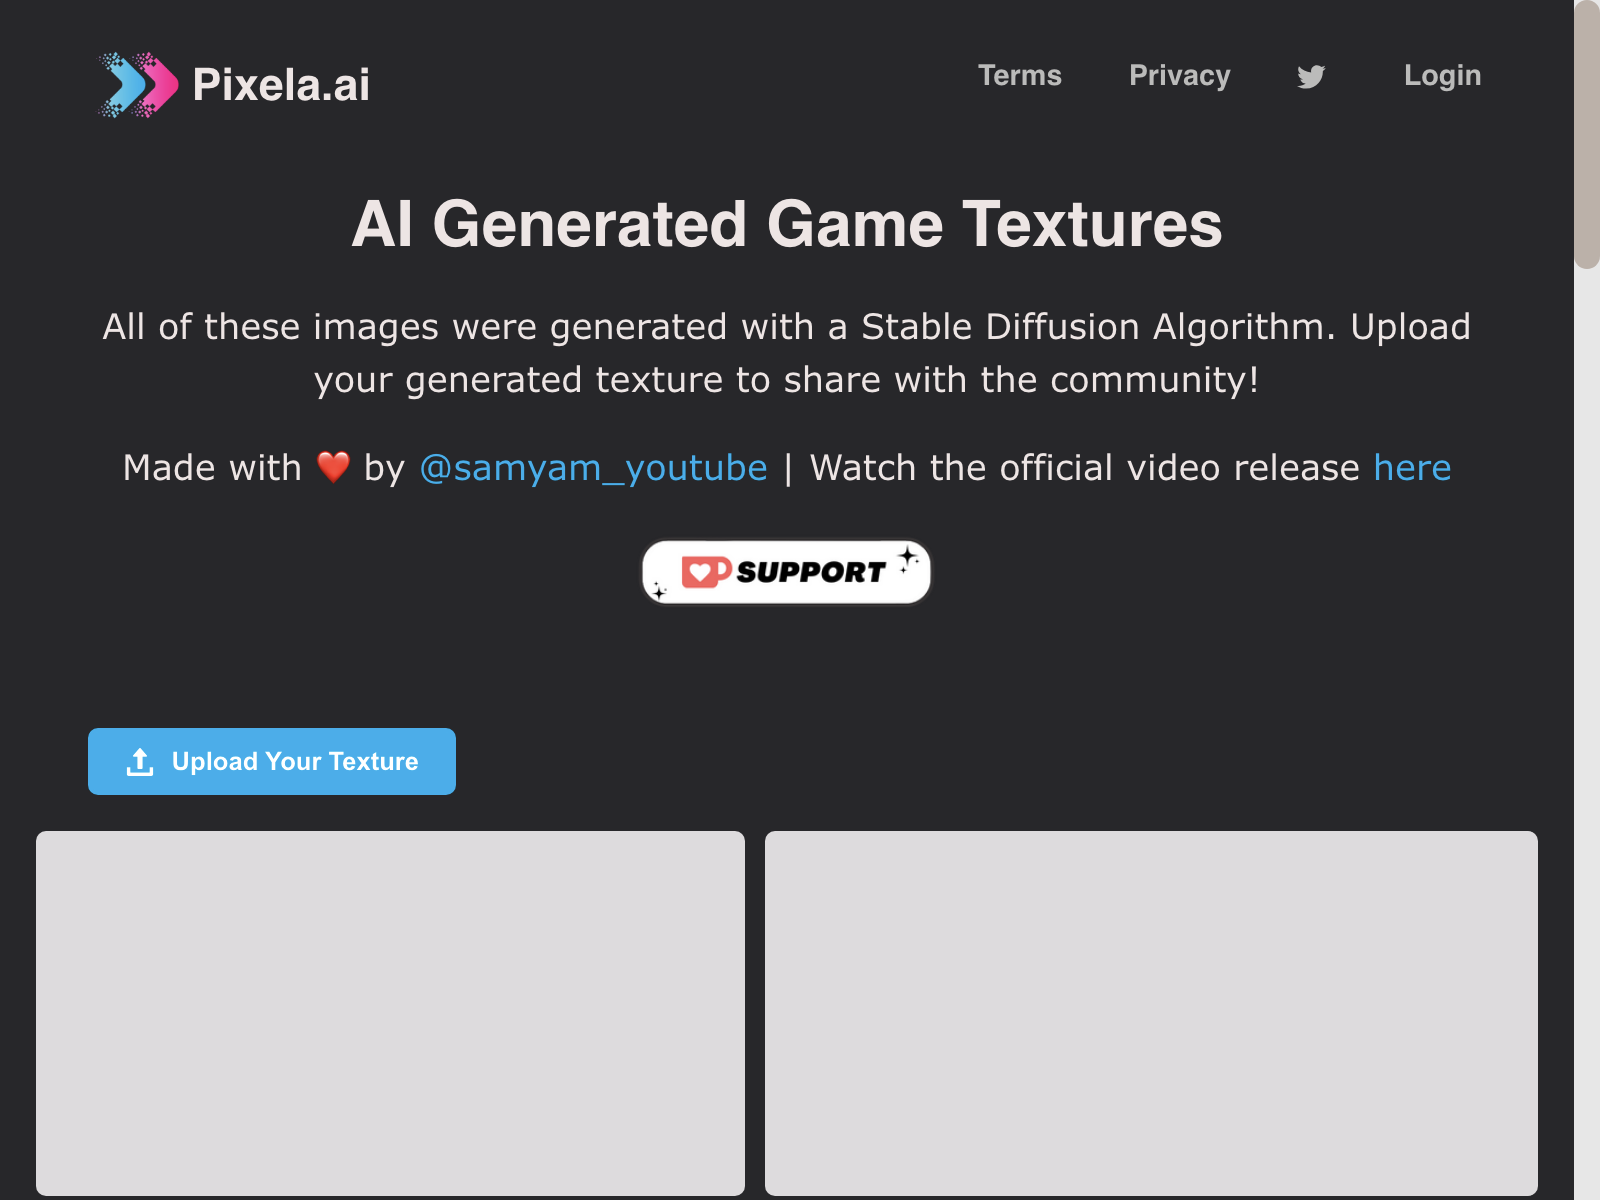 Pixela.ai
Terms
Privacy
Login
AI Generated Game Textures
All of these images were generated with a Stable Diffusion Algorithm. Upload
your generated texture to share with the community!
Made with ❤️ by @samyam_youtube | Watch the official video release here
SUPPORT
Upload Your Texture